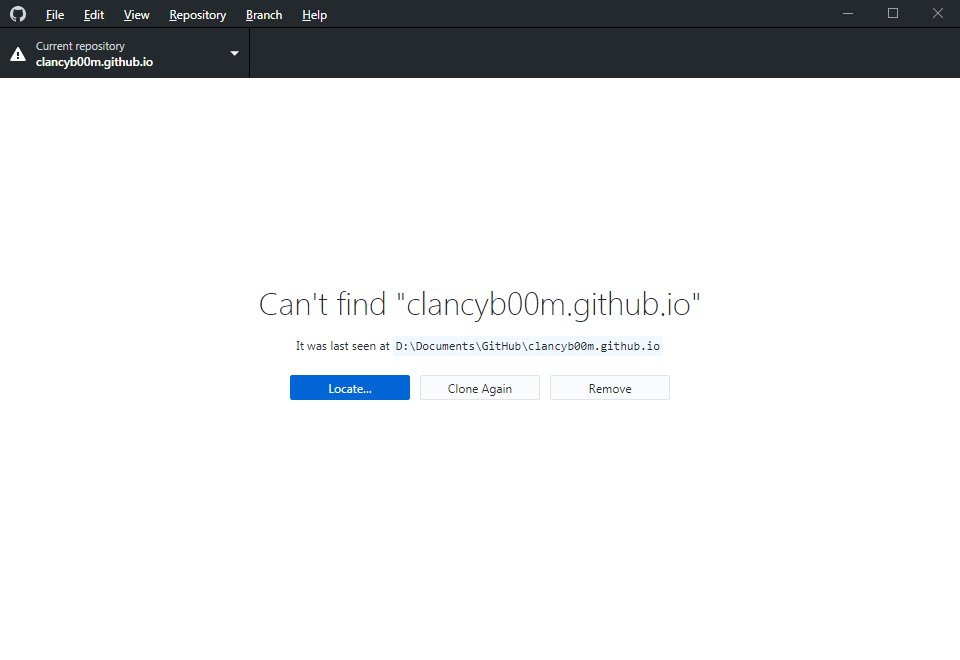 File Edit View Repository Branch Help
Current repository
clancyb00m.github.io
Can't find "clancyb00m.github.io"
It was last seen at D:\Documents\GitHub\clancyb00m.github.io
Locate... Clone Again Remove